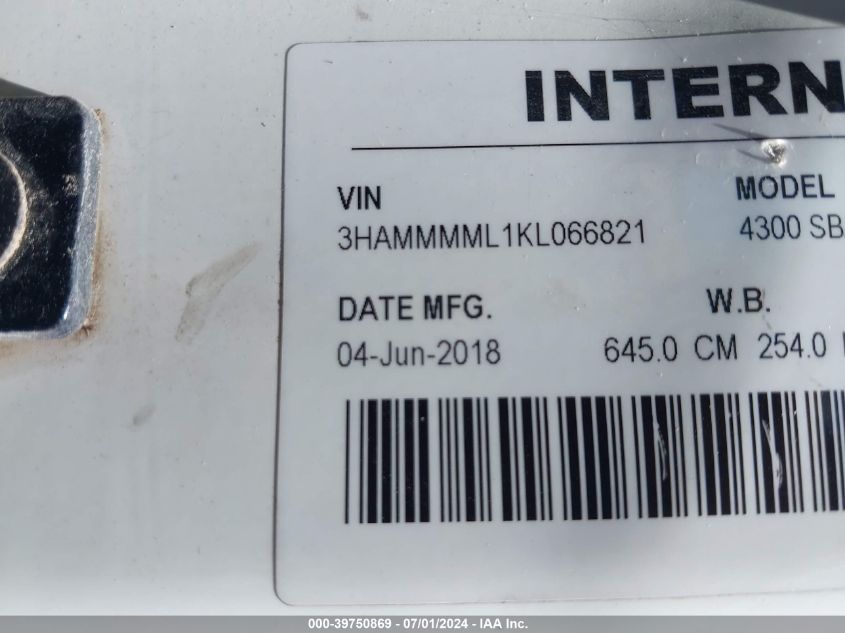 INTERN
VIN
MODEL
3HAMMMML1KL066821
4300 SB
DATE MFG.
W.B.
04-Jun-2018
645.0 CM 254.0
000-39750869 - 07/01/2024 - IAA Inc.